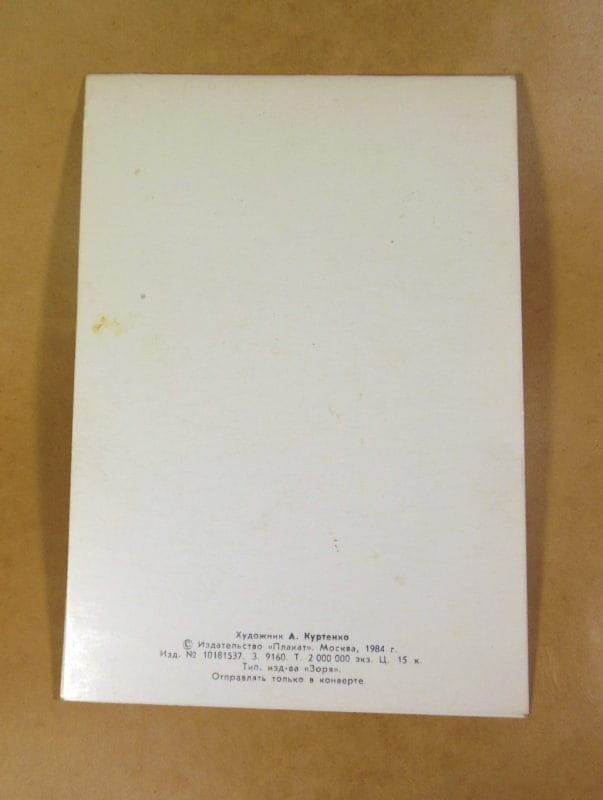 Художник А. Куртенко
© Издательство «Плакат». Москва, 1984 г.
Изд. № 10181537. З. 9160. Т. 2 000 000 экз. Ц. 15 к.
Тип. изд-ва «Зоря».
Отправлять только в конверте